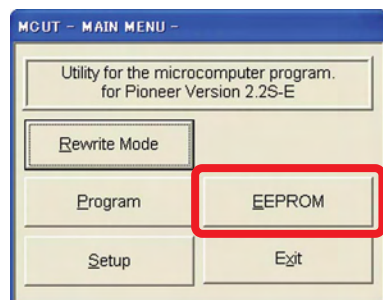 MCUT - MAIN MENU -
Utility for the microcomputer program.
for Pioneer Version 2.2S-E
Rewrite Mode
Program
EEPROM
Setup
Exit